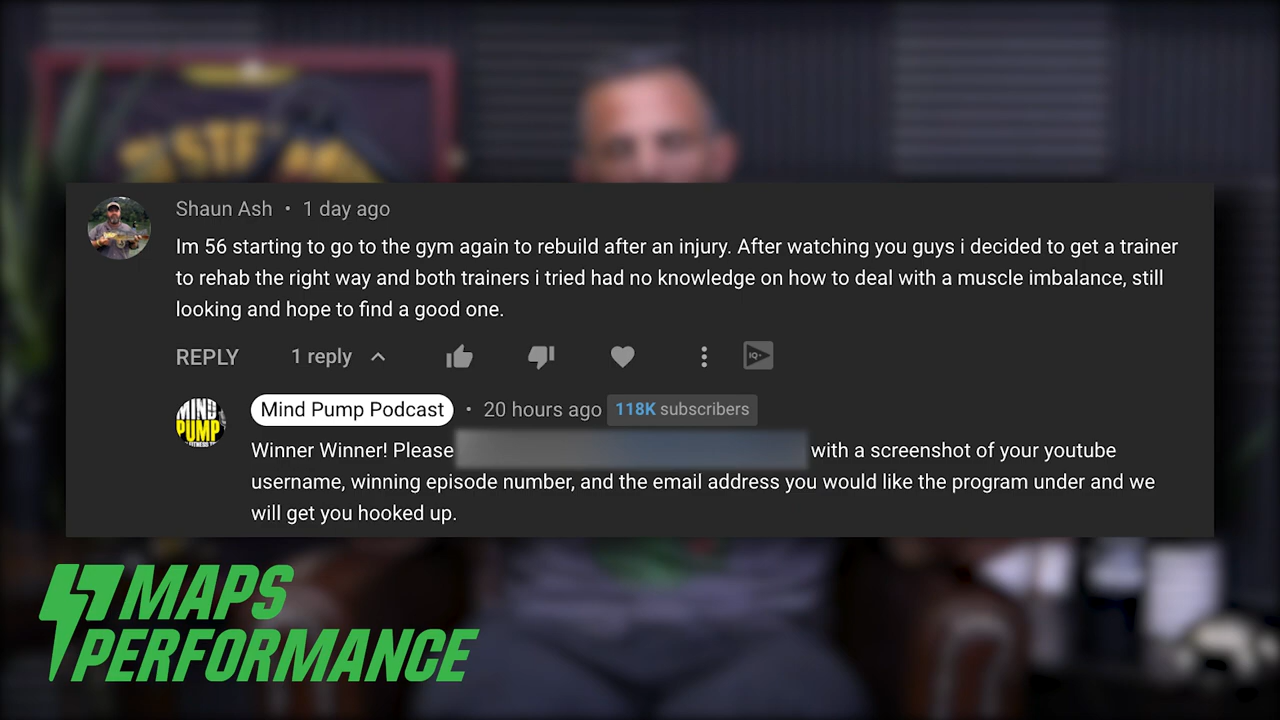 Shaun Ash • 1 day ago
Im 56 starting to go to the gym again to rebuild after an injury. After watching you guys i decided to get a trainer
to rehab the right way and both trainers i tried had no knowledge on how to deal with a muscle imbalance, still
looking and hope to find a good one.
REPLY 1 reply
IQ
MIND
PUMP
Mind Pump Podcast • 20 hours ago 118K subscribers
Winner Winner! Please with a screenshot of your youtube
username, winning episode number, and the email address you would like the program under and we
will get you hooked up.
MAPS
PERFORMANCE